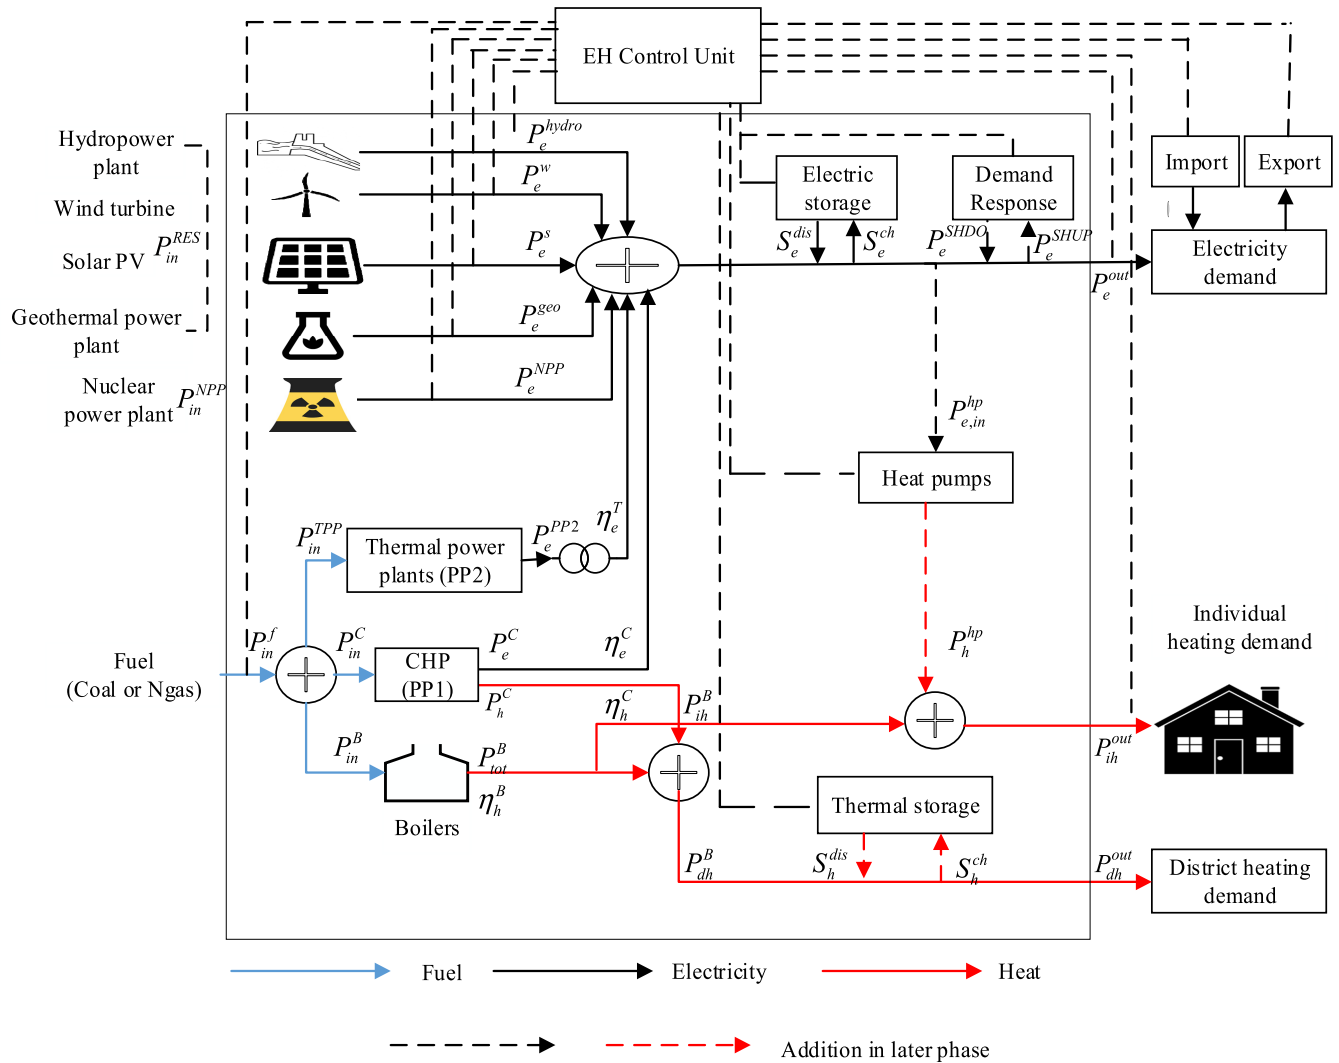 EH Control Unit
Hydropower
plant
Wind turbine
Solar PV
P_in^RES
Geothermal power
plant
Nuclear
power plant
P_in^NPP
P_e^hydro
P_e^w
P_e^s
P_e^geo
P_e^NPP
Electric
storage
Demand
Response
S_e^dis
S_e^ch
P_e^SHDO
P_e^SHUP
Import
Export
Electricity
demand
P_e^out
P_e,in^hp
Heat pumps
P_in^TPP
Thermal power
plants (PP2)
P_e^PP2
η_e^T
Fuel
(Coal or Ngas)
P_in^f
P_in^C
CHP
(PP1)
P_e^C
η_e^C
P_h^C
η_h^C
P_ih^B
P_h^hp
Individual
heating demand
P_ih^out
P_in^B
Boilers
P_tot^B
η_h^B
Thermal storage
P_dh^B
S_h^dis
S_h^ch
P_dh^out
District heating
demand
Fuel
Electricity
Heat
Addition in later phase